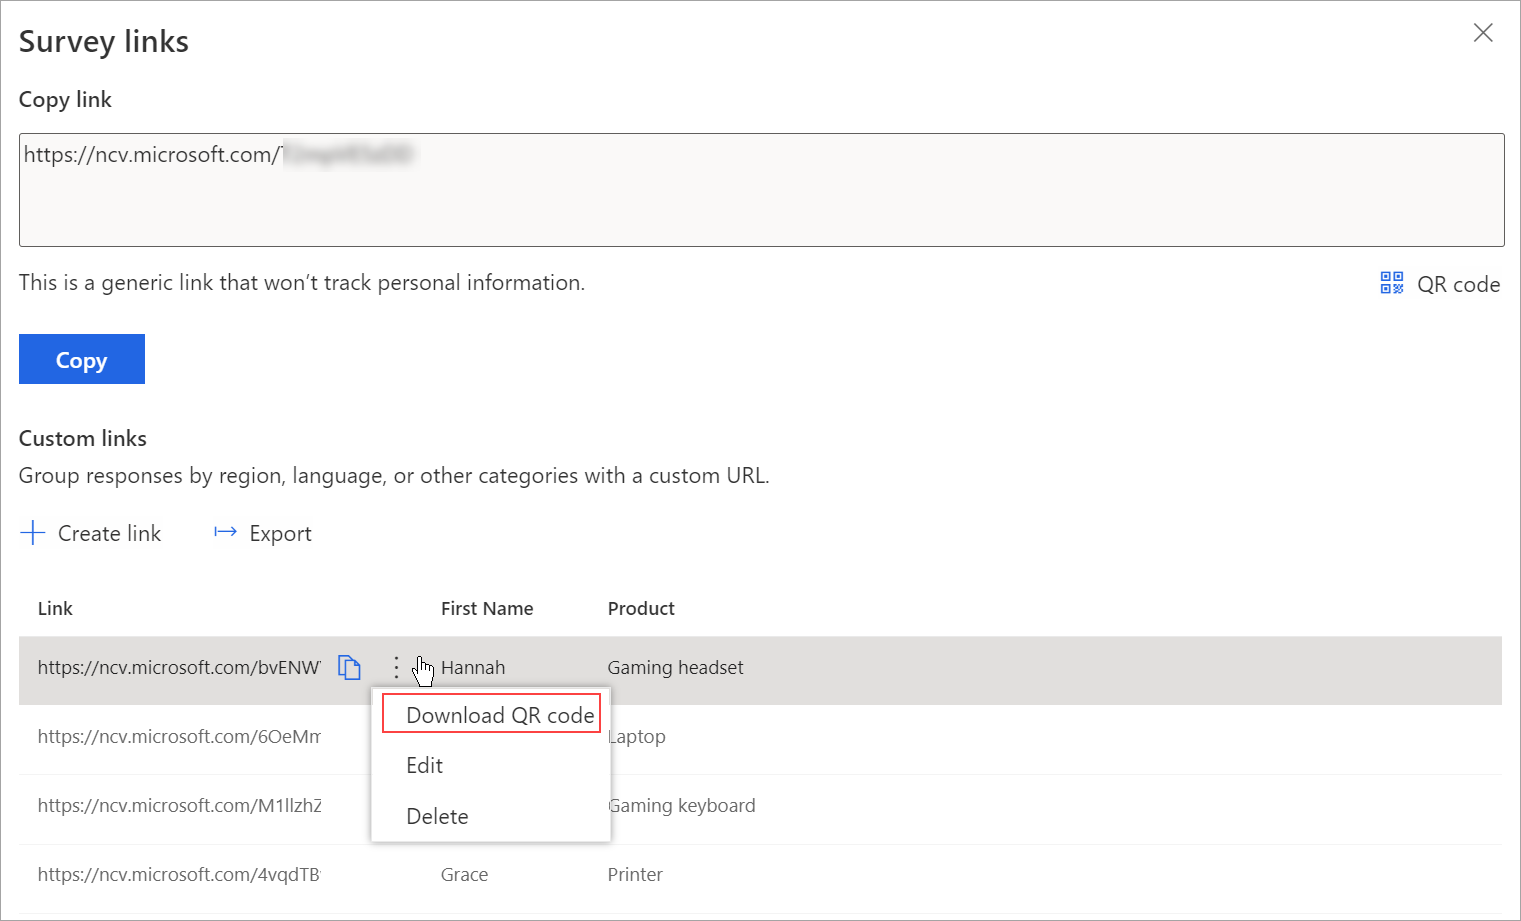 Survey links
Copy link
https://ncv.microsoft.com/
This is a generic link that won’t track personal information.
QR code
Copy
Custom links
Group responses by region, language, or other categories with a custom URL.
Create link Export
Link First Name Product
https://ncv.microsoft.com/bvENW Hannah Gaming headset
Download QR code
https://ncv.microsoft.com/6OeMm Laptop
Edit
https://ncv.microsoft.com/M1llzhZ Gaming keyboard
Delete
https://ncv.microsoft.com/4vqdTB Grace Printer